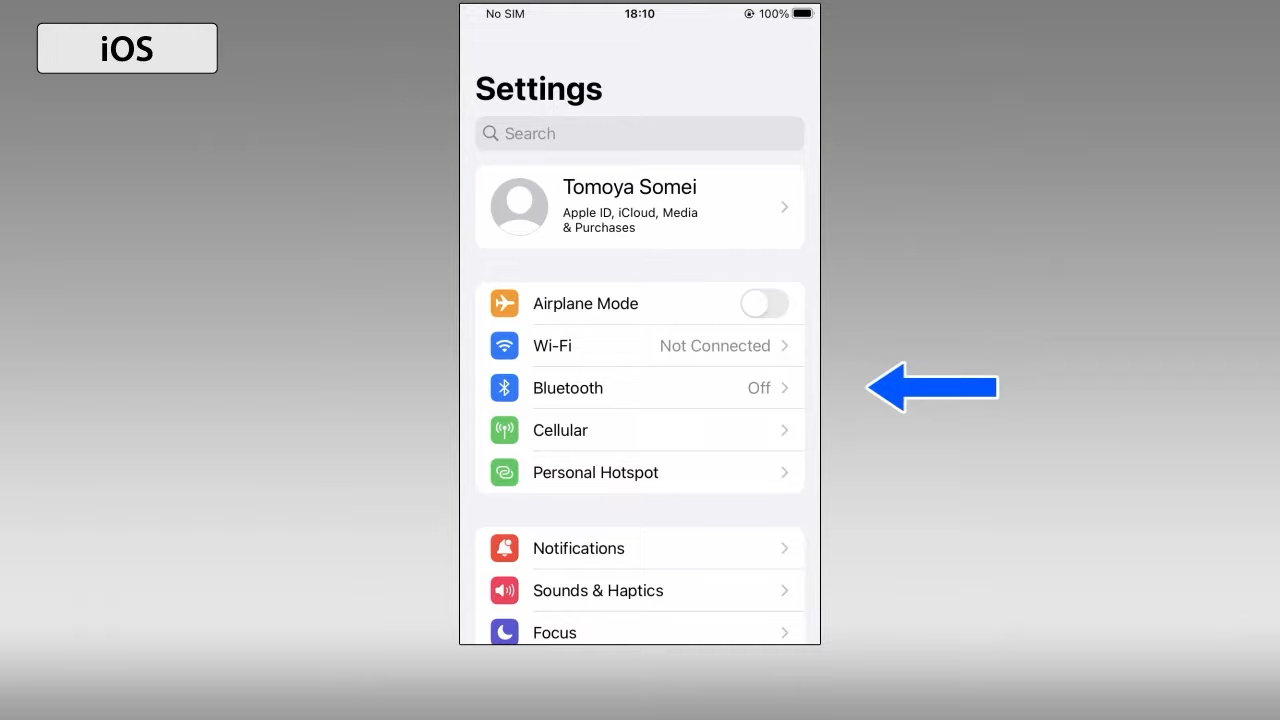 iOS
No SIM 18:10 100%
Settings
Search
Tomoya Somei
Apple ID, iCloud, Media
& Purchases
Airplane Mode
Wi-Fi Not Connected
Bluetooth Off
Cellular
Personal Hotspot
Notifications
Sounds & Haptics
Focus